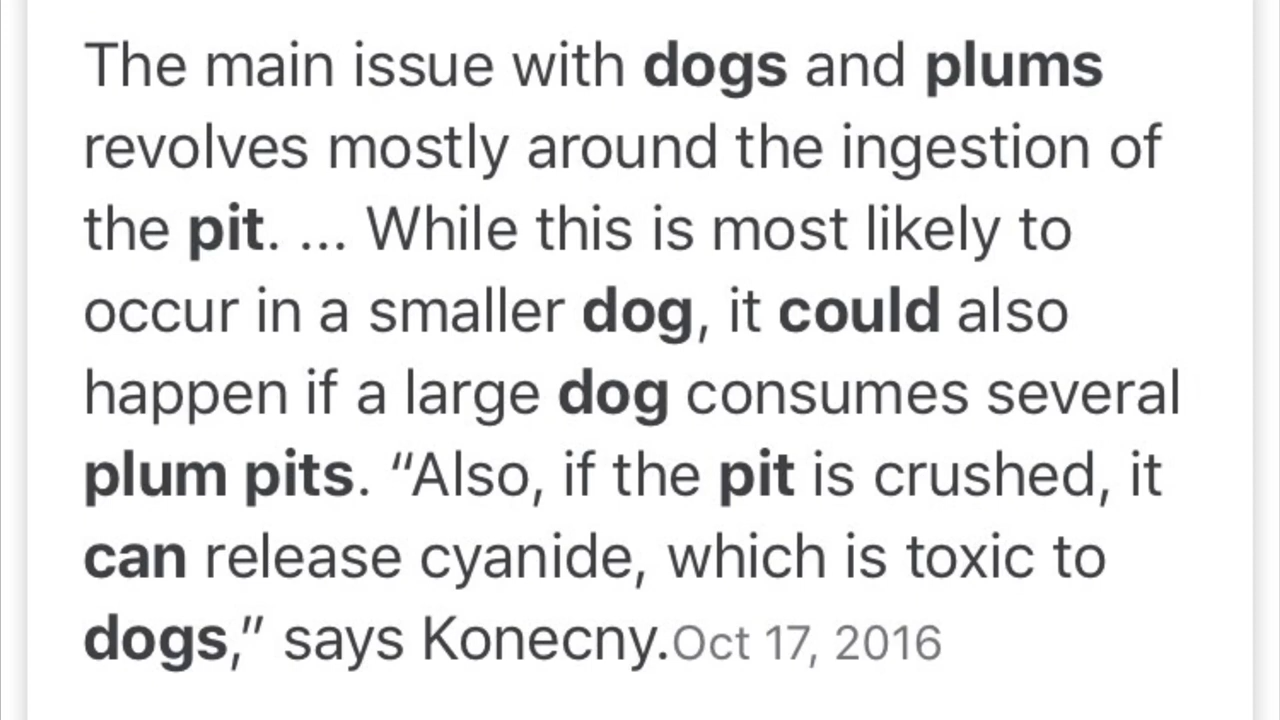 The main issue with dogs and plums
revolves mostly around the ingestion of
the pit. ... While this is most likely to
occur in a smaller dog, it could also
happen if a large dog consumes several
plum pits. “Also, if the pit is crushed, it
can release cyanide, which is toxic to
dogs,” says Konecny.Oct 17, 2016